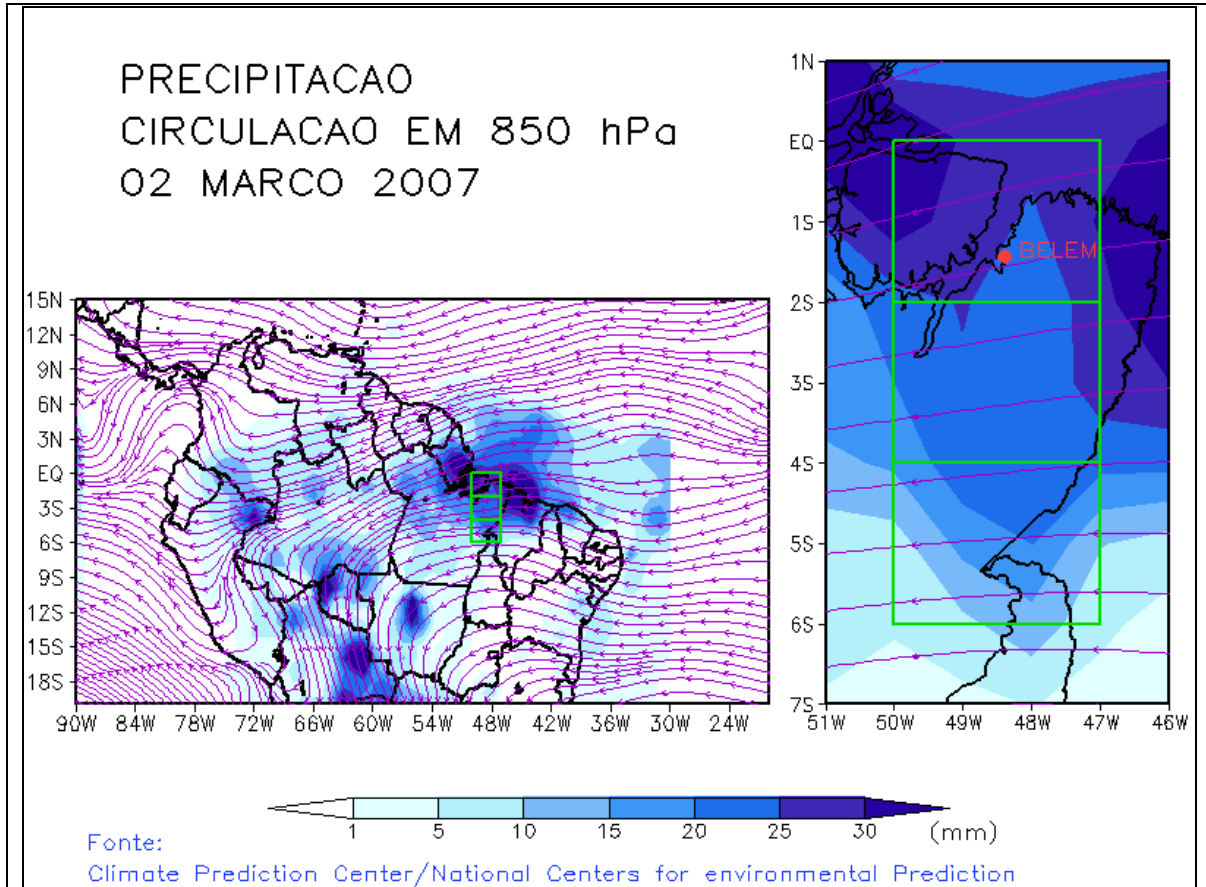 PRECIPITACAO
CIRCULACAO EM 850 hPa
02 MARCO 2007
15N
12N
9N
6N
3N
EQ
3S
6S
9S
12S
15S
18S
90W 84W 78W 72W 66W 60W 54W 48W 42W 36W 30W 24W
1N
EQ
1S
BELEM
2S
3S
4S
5S
6S
7S
51W 50W 49W 48W 47W 46W
1 5 10 15 20 25 30 (mm)
Fonte:
Climate Prediction Center/National Centers for environmental Prediction